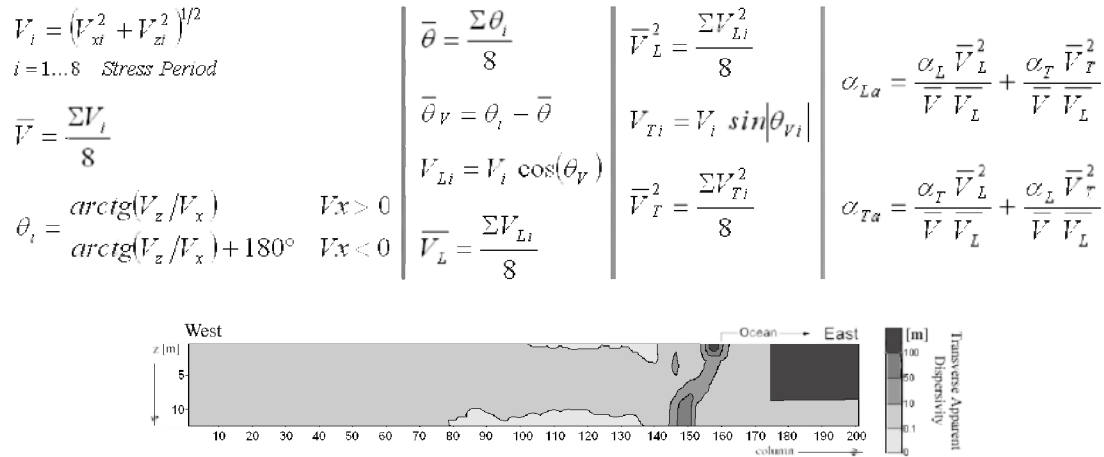 V_i = (V_xi^2 + V_zi^2)^1/2
i = 1...8 Stress Period
V̅ = ΣV_i / 8
θ_i = arctg(V_z/V_x) Vx > 0
arctg(V_z/V_x) + 180° Vx < 0
θ̅ = Σθ_i / 8
θ̅_V = θ_i − θ̅
V_Li = V_i cos(θ_V)
V̅_L = ΣV_Li / 8
V̅_L^2 = ΣV_Li^2 / 8
V_Ti = V_i sin|θ_Vi|
V̅_T^2 = ΣV_Ti^2 / 8
α_La = α_L V̅_L^2 / V̅ V̅_L + α_T V̅_T^2 / V̅ V̅_L
α_Ta = α_T V̅_L^2 / V̅ V̅_L + α_L V̅_T^2 / V̅ V̅_L
West
Ocean East
z [m]
5
10
10 20 30 40 50 60 70 80 90 100 110 120 130 140 150 160 170 180 190 200
column
[m]
100
50
10
0.1
0
Transverse Apparent
Dispersivity